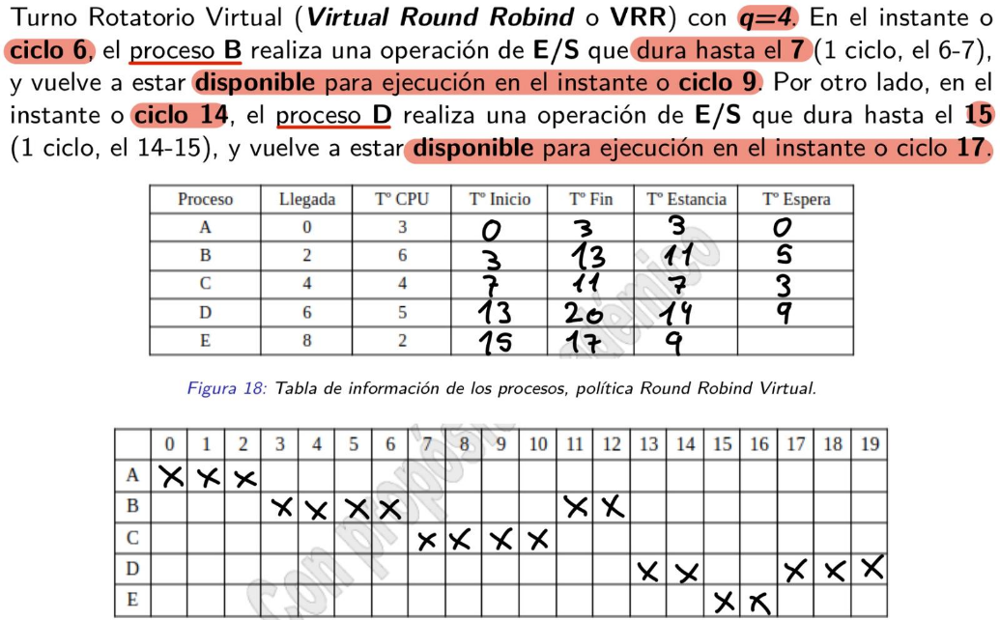 Turno Rotatorio Virtual (Virtual Round Robind o VRR) con q=4. En el instante o
ciclo 6, el proceso B realiza una operación de E/S que dura hasta el 7 (1 ciclo, el 6-7),
y vuelve a estar disponible para ejecución en el instante o ciclo 9. Por otro lado, en el
instante o ciclo 14, el proceso D realiza una operación de E/S que dura hasta el 15
(1 ciclo, el 14-15), y vuelve a estar disponible para ejecución en el instante o ciclo 17.
Proceso Llegada Tº CPU Tº Inicio Tº Fin Tº Estancia Tº Espera
A 0 3 0 3 3 0
B 2 6 3 13 11 5
C 4 4 7 11 7 3
D 6 5 13 20 14 9
E 8 2 15 17 9
Figura 18: Tabla de información de los procesos, política Round Robind Virtual.
0 1 2 3 4 5 6 7 8 9 10 11 12 13 14 15 16 17 18 19
A X X X
B X X X X X X
C X X X X
D X X X X X
E X X
Con propós
démico